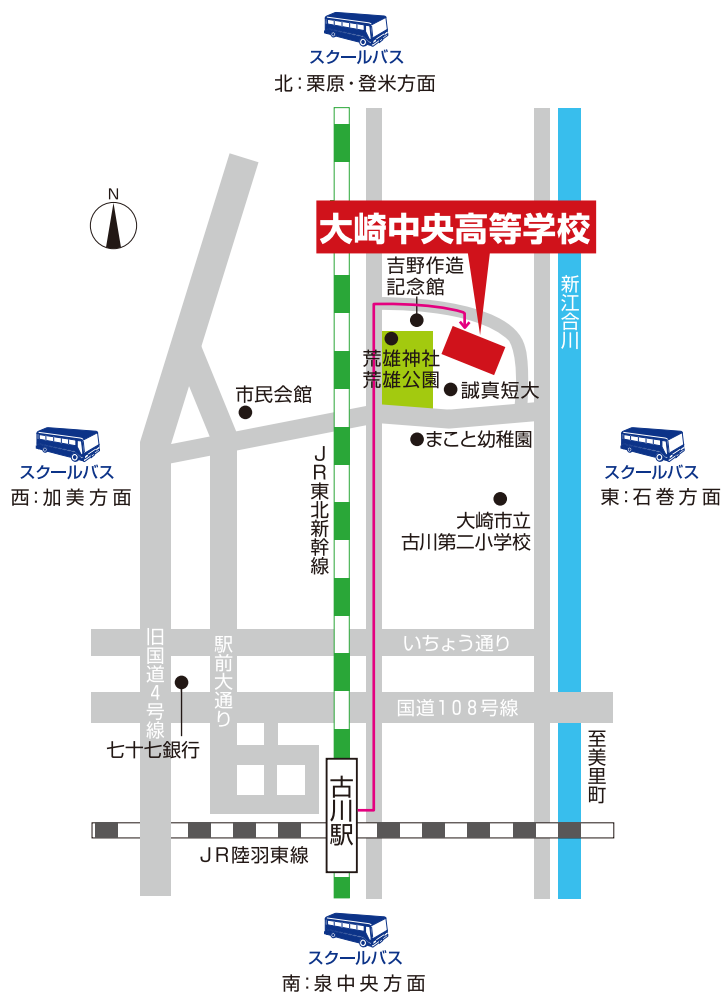 スクールバス
北：栗原・登米方面
N
大崎中央高等学校
吉野作造
記念館
新江合川
荒雄神社
荒雄公園
誠真短大
市民会館
まこと幼稚園
スクールバス
西：加美方面
スクールバス
東：石巻方面
JR東北新幹線
大崎市立
古川第二小学校
旧国道4号線
駅前大通り
いちょう通り
国道108号線
七十七銀行
至美里町
古川駅
JR陸羽東線
スクールバス
南：泉中央方面